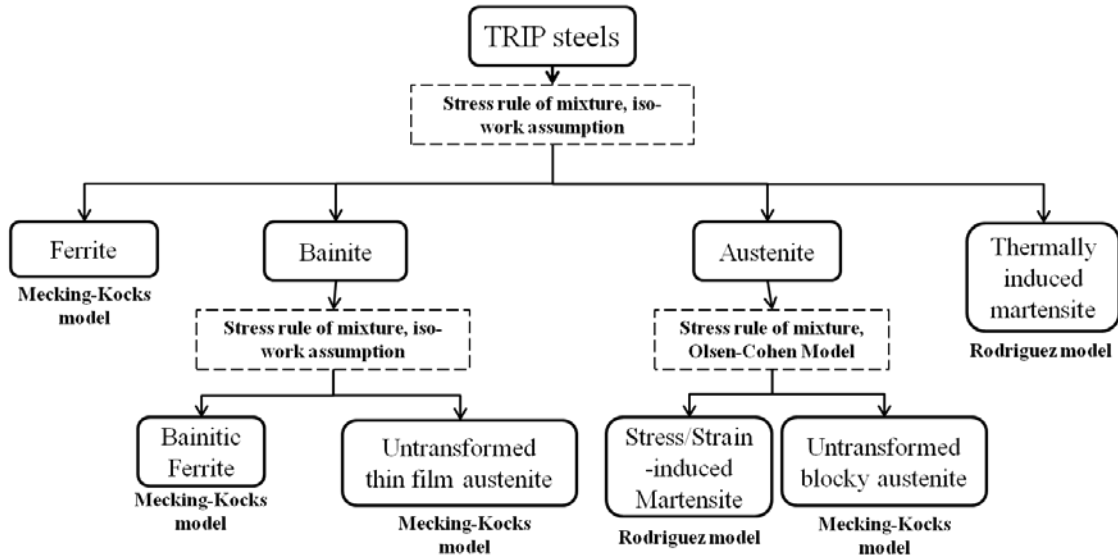 TRIP steels
Stress rule of mixture, iso-
work assumption
Ferrite
Mecking-Kocks
model
Bainite
Austenite
Thermally
induced
martensite
Rodriguez model
Stress rule of mixture, iso-
work assumption
Stress rule of mixture,
Olsen-Cohen Model
Bainitic
Ferrite
Mecking-Kocks
model
Untransformed
thin film austenite
Mecking-Kocks
model
Stress/Strain
-induced
Martensite
Rodriguez model
Untransformed
blocky austenite
Mecking-Kocks
model